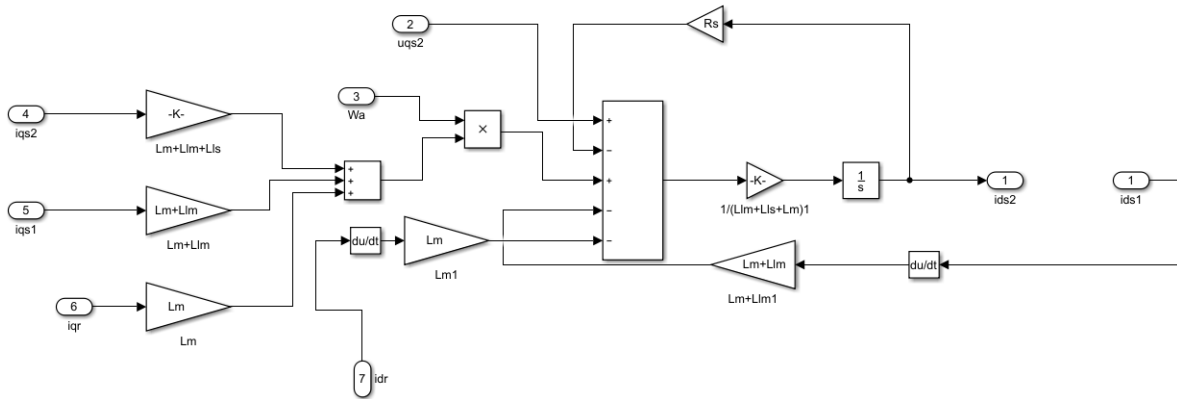 2
uqs2
Rs
4
iqs2
-K-
Lm+Llm+Lls
3
Wa
×
+
−
+
−
−
+
+
+
5
iqs1
Lm+Llm
Lm+Llm
-K-
1/(Llm+Lls+Lm)1
1
s
1
ids2
1
ids1
du/dt
Lm
Lm1
Lm+Llm
Lm+Llm1
du/dt
6
iqr
Lm
Lm
7
idr